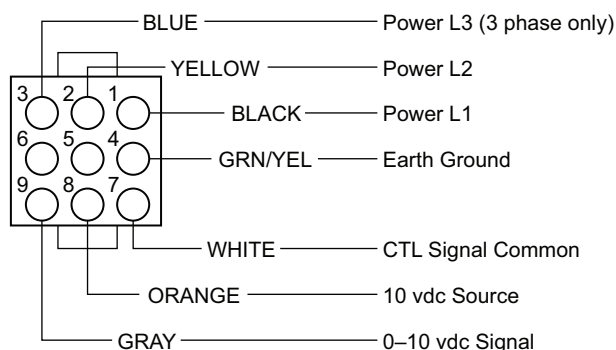 BLUE Power L3 (3 phase only)
YELLOW Power L2
3 2 1
BLACK Power L1
6 5 4
GRN/YEL Earth Ground
9 8 7
WHITE CTL Signal Common
ORANGE 10 vdc Source
GRAY 0–10 vdc Signal